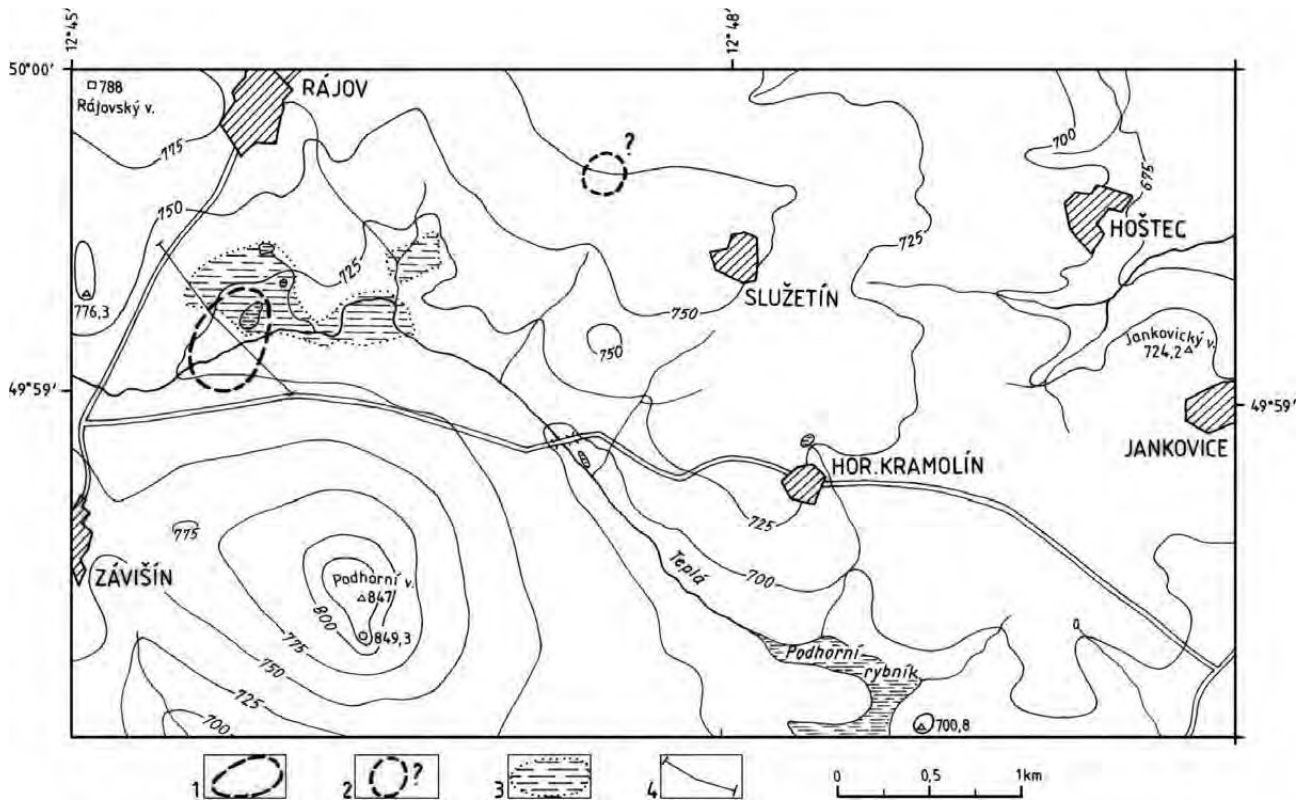 12°45′
12°48′
50°00′
788
Rájovský v.
RÁJOV
775
?
700
675
750
HOŠTEC
725
725
776,3
SLUŽETÍN
750
750
Jankovický v.
724,2
49°59′
49°59′
JANKOVICE
HOR. KRAMOLÍN
775
725
ZÁVIŠÍN
Podhorní v.
847
Teplá
700
800
849,3
775
750
Podhorní
rybník
725
700
700,8
1
2
?
3
4
0
0,5
1km